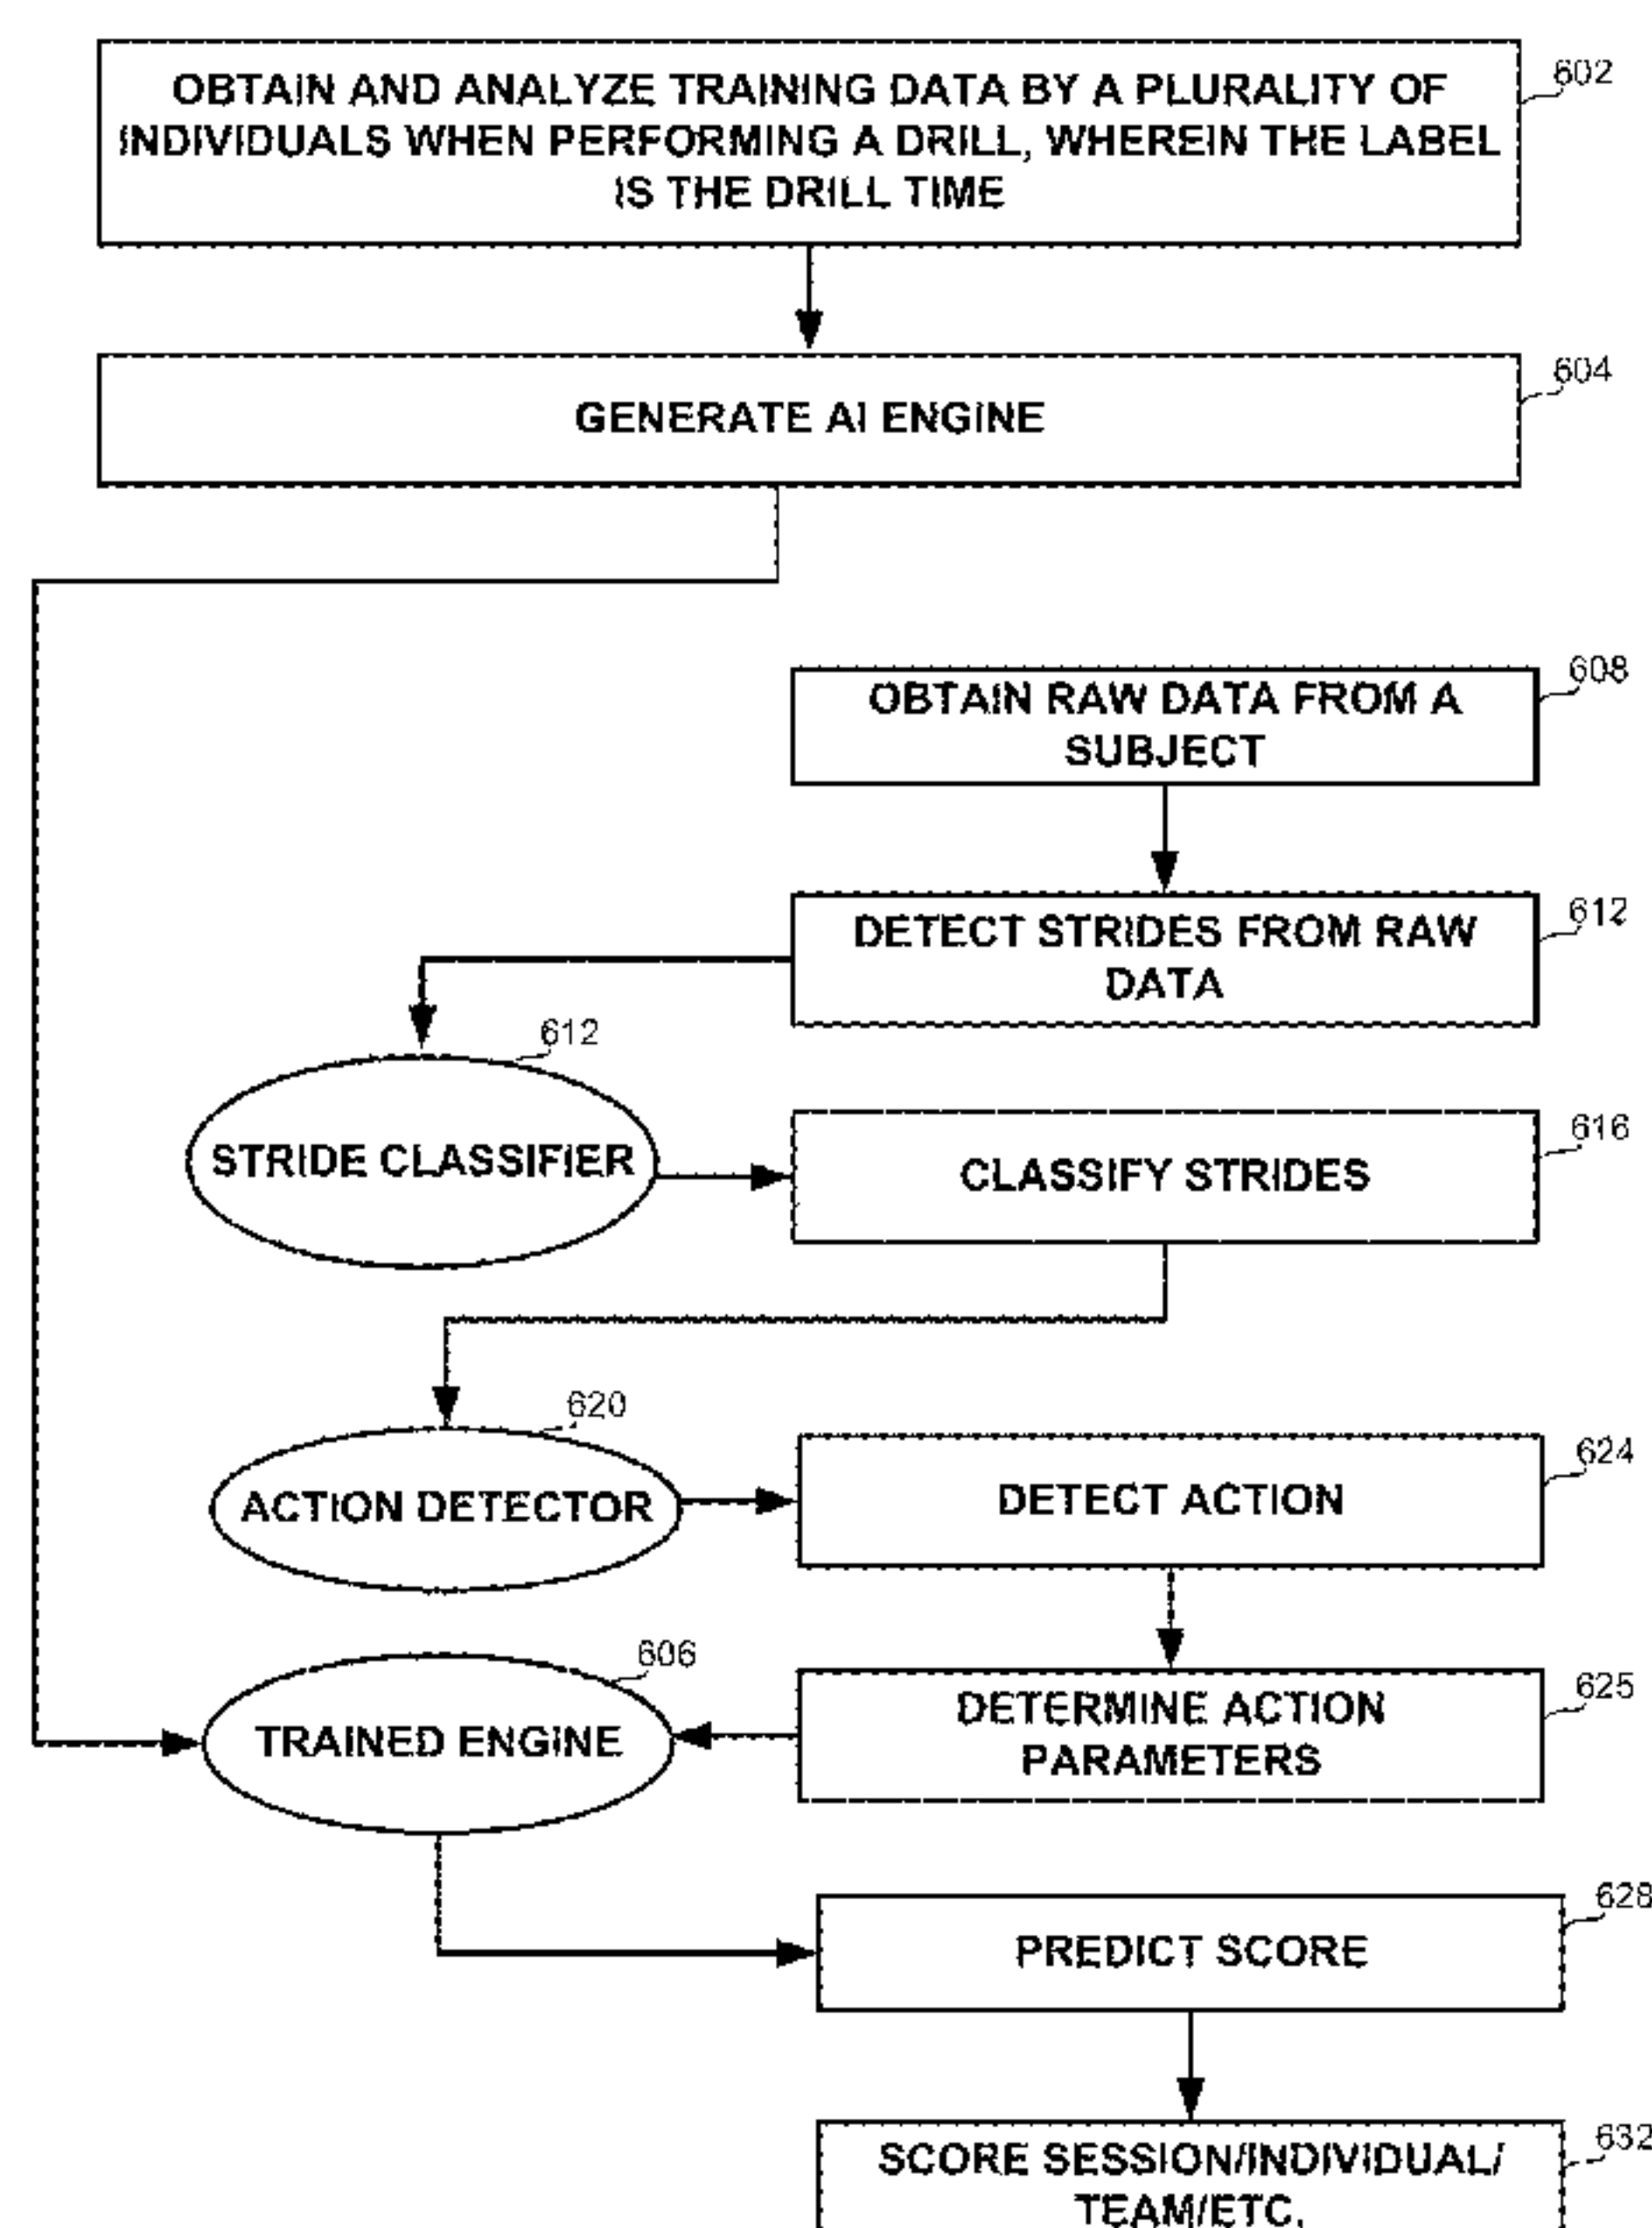 OBTAIN AND ANALYZE TRAINING DATA BY A PLURALITY OF
INDIVIDUALS WHEN PERFORMING A DRILL, WHEREIN THE LABEL
IS THE DRILL TIME
602
GENERATE AI ENGINE
604
OBTAIN RAW DATA FROM A
SUBJECT
608
DETECT STRIDES FROM RAW
DATA
612
STRIDE CLASSIFIER
612
CLASSIFY STRIDES
616
ACTION DETECTOR
620
DETECT ACTION
624
TRAINED ENGINE
606
DETERMINE ACTION
PARAMETERS
625
PREDICT SCORE
628
SCORE SESSION/INDIVIDUAL/
TEAM/ETC.
632